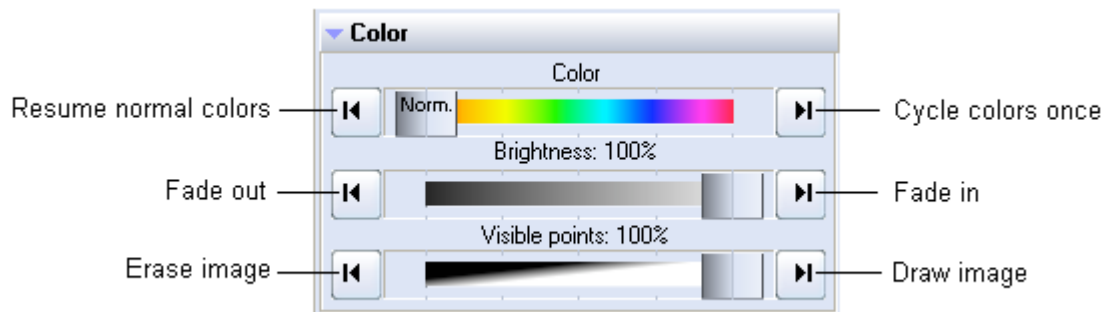 Color
Color
Resume normal colors
Norm.
Cycle colors once
Brightness: 100%
Fade out
Fade in
Visible points: 100%
Erase image
Draw image